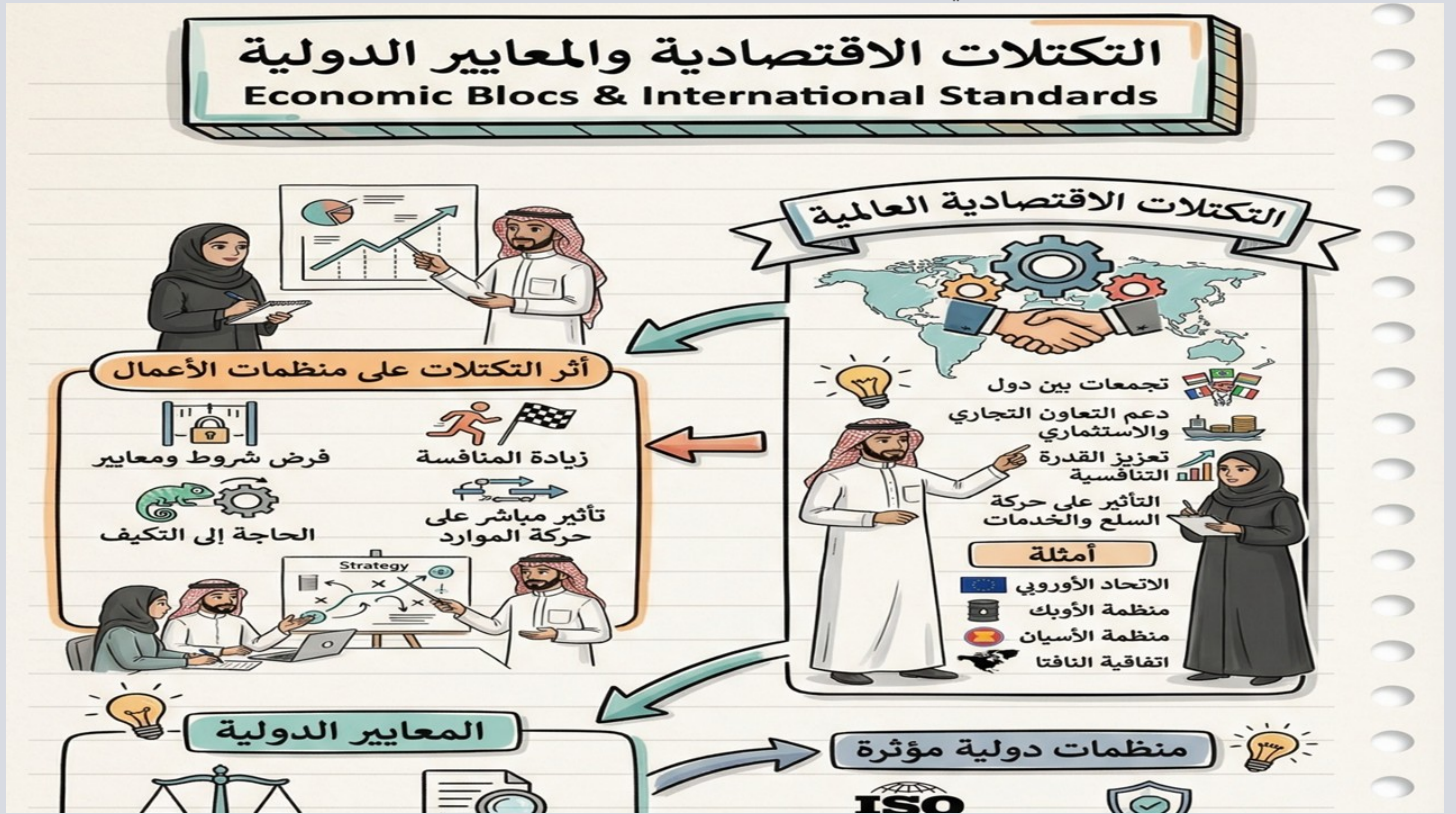 التكتلات الاقتصادية والمعايير الدولية
Economic Blocs & International Standards
التكتلات الاقتصادية العالمية
تجمعات بين دول
دعم التعاون التجاري
والاستثماري
تعزيز القدرة
التنافسية
التأثير على حركة
السلع والخدمات
أمثلة
الاتحاد الأوروبي
منظمة الأوبك
منظمة الأسيان
اتفاقية النافتا
أثر التكتلات على منظمات الأعمال
زيادة المنافسة
فرض شروط ومعايير
تأثير مباشر على
حركة الموارد
الحاجة إلى التكيف
Strategy
منظمات دولية مؤثرة
ISO
المعايير الدولية